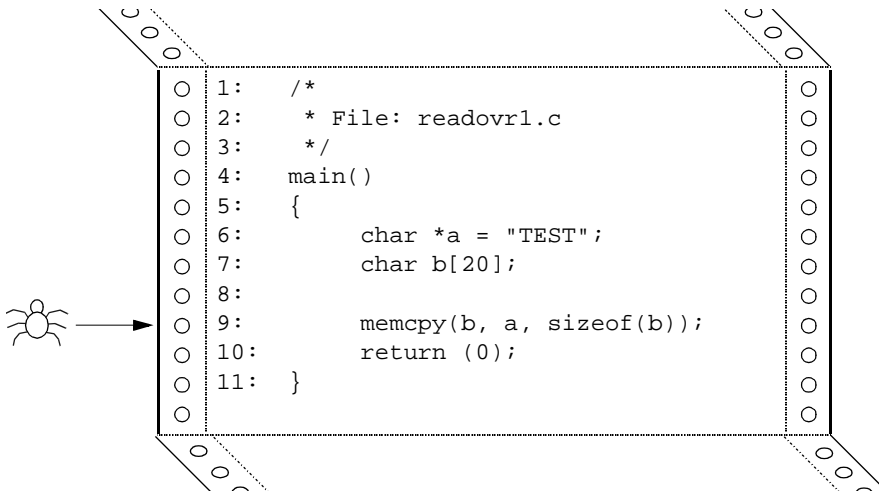 1: /*
2: * File: readovr1.c
3: */
4: main()
5: {
6: char *a = "TEST";
7: char b[20];
8:
9: memcpy(b, a, sizeof(b));
10: return (0);
11: }